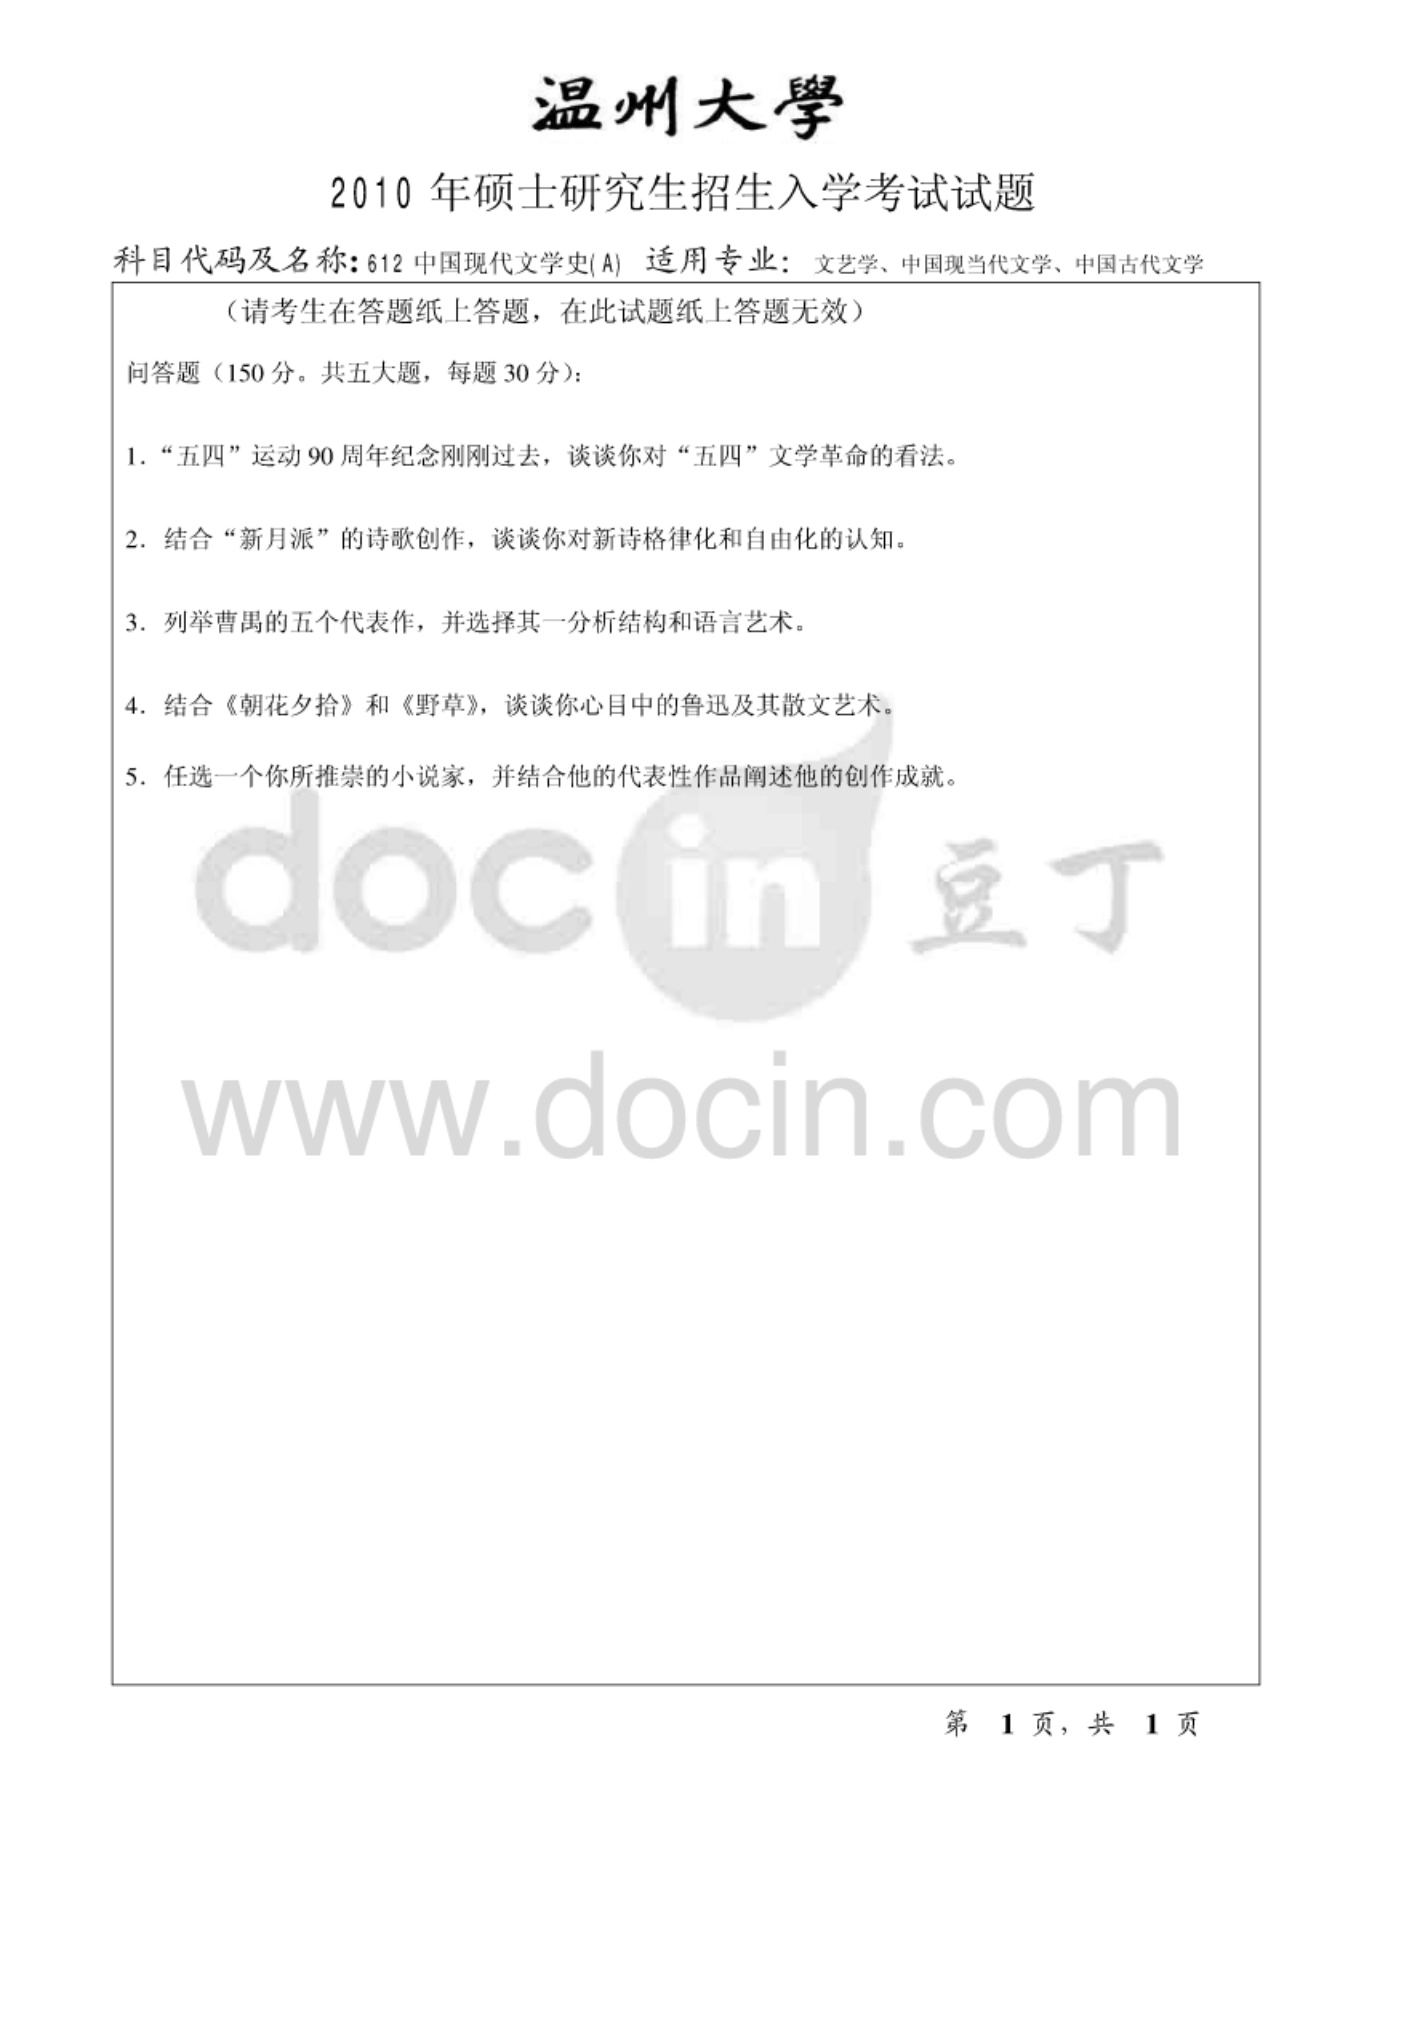 温州大學
2010 年硕士研究生招生入学考试试题
科目代码及名称: 612 中国现代文学史(A) 适用专业: 文艺学、中国现当代文学、中国古代文学
（请考生在答题纸上答题，在此试题纸上答题无效）
问答题（150 分。共五大题，每题 30 分）：
1．“五四”运动 90 周年纪念刚刚过去，谈谈你对“五四”文学革命的看法。
2．结合“新月派”的诗歌创作，谈谈你对新诗格律化和自由化的认知。
3．列举曹禺的五个代表作，并选择其一分析结构和语言艺术。
4．结合《朝花夕拾》和《野草》，谈谈你心目中的鲁迅及其散文艺术。
5．任选一个你所推崇的小说家，并结合他的代表性作品阐述他的创作成就。
docin 豆丁
www.docin.com
第 1 页，共 1 页